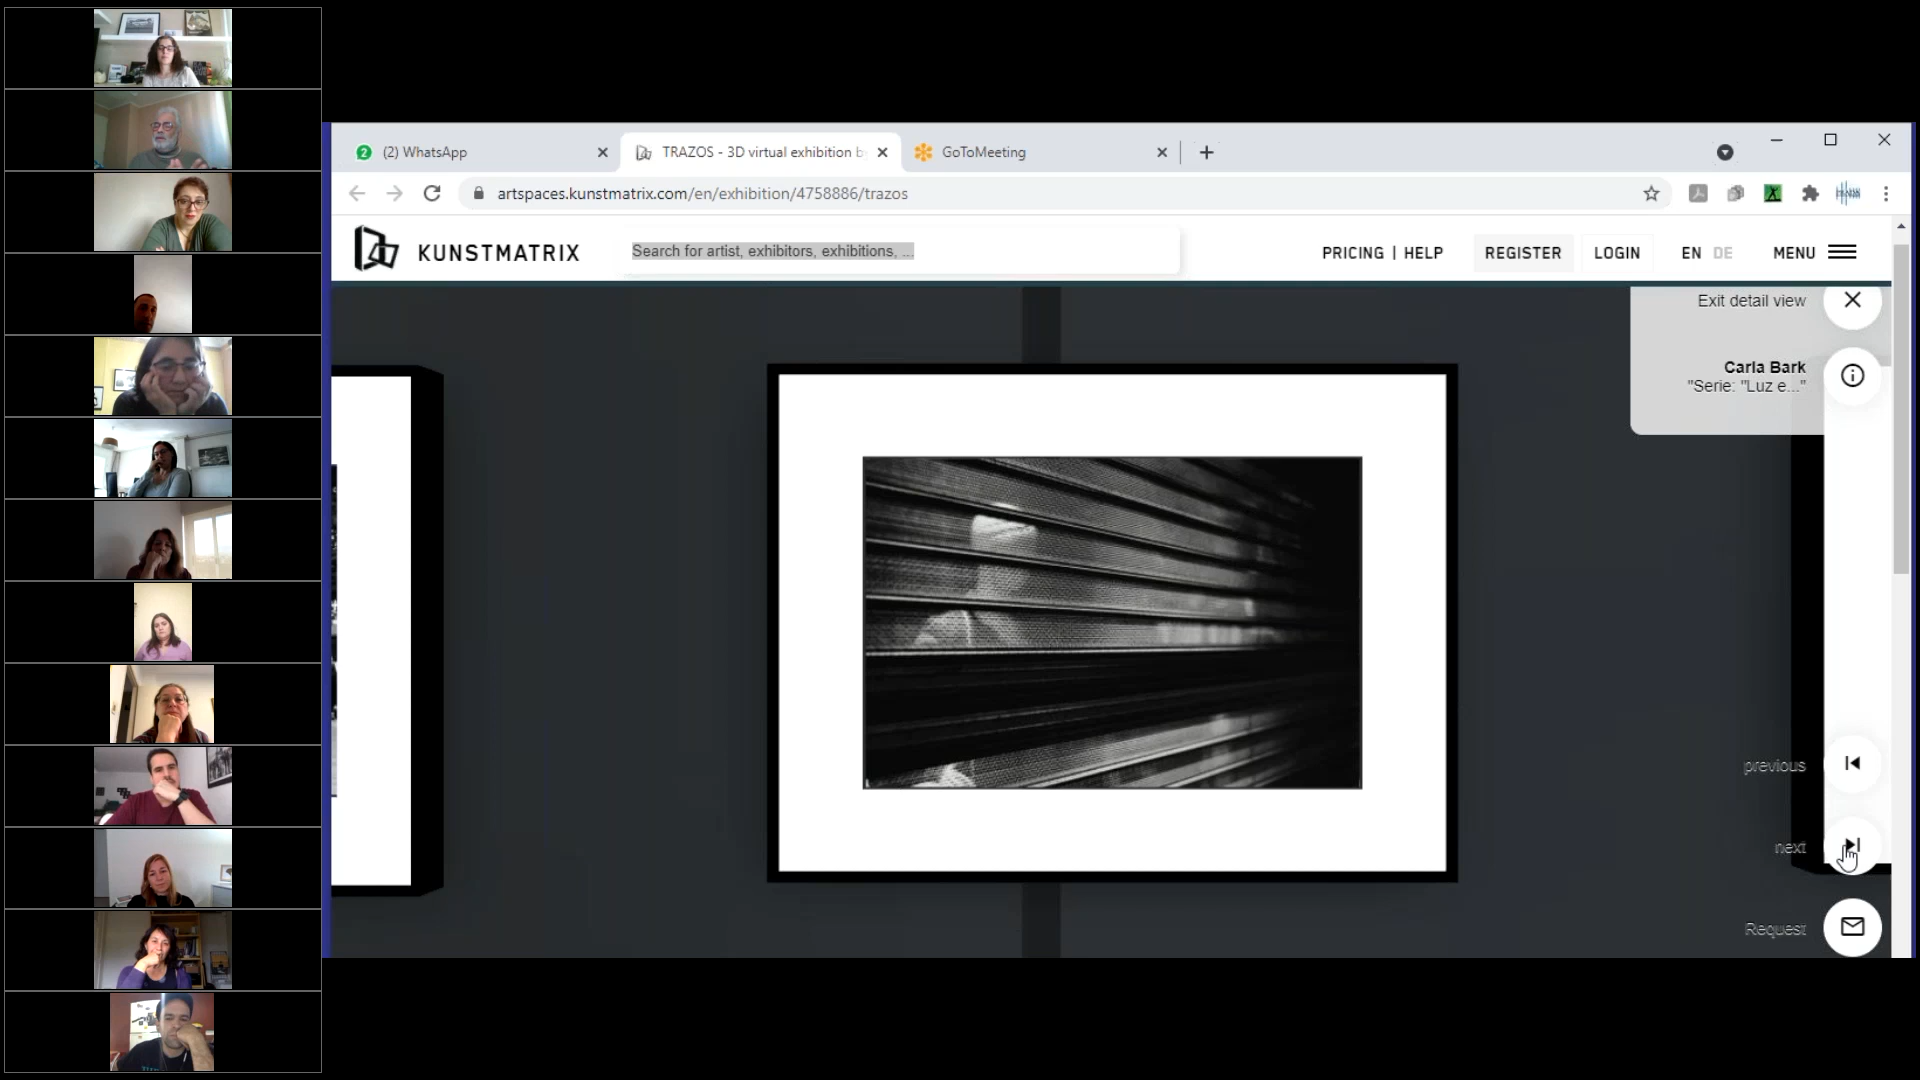 2
(2) WhatsApp
TRAZOS - 3D virtual exhibition b
GoToMeeting
artspaces.kunstmatrix.com/en/exhibition/4758886/trazos
KUNSTMATRIX
Search for artist, exhibitors, exhibitions, ...
PRICING | HELP
REGISTER
LOGIN
EN DE
MENU
Exit detail view
Carla Bark
"Serie: "Luz e..."
previous
next
Request